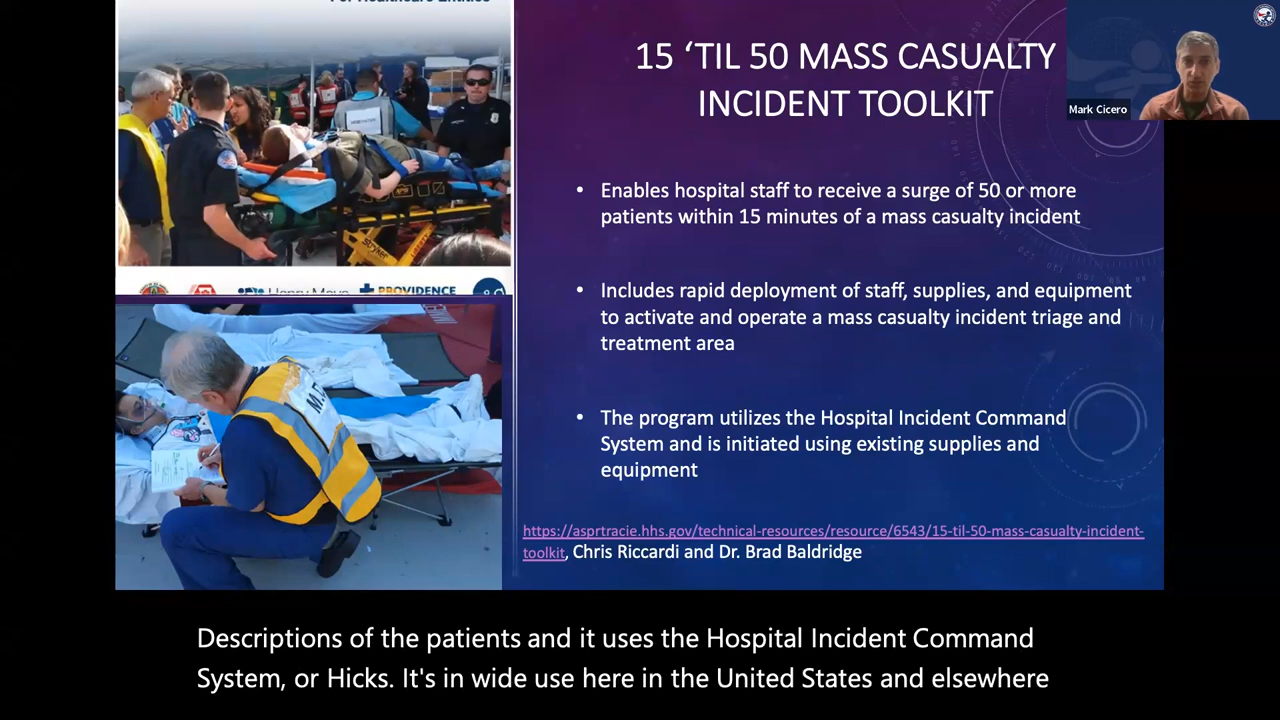 For Healthcare Entities
15 ‘TIL 50 MASS CASUALTY
INCIDENT TOOLKIT
Mark Cicero
• Enables hospital staff to receive a surge of 50 or more
patients within 15 minutes of a mass casualty incident
• Includes rapid deployment of staff, supplies, and equipment
to activate and operate a mass casualty incident triage and
treatment area
• The program utilizes the Hospital Incident Command
System and is initiated using existing supplies and
equipment
https://asprtracie.hhs.gov/technical-resources/resource/6543/15-til-50-mass-casualty-incident-
toolkit, Chris Riccardi and Dr. Brad Baldridge
Henry Mayo
PROVIDENCE
Descriptions of the patients and it uses the Hospital Incident Command
System, or Hicks. It's in wide use here in the United States and elsewhere